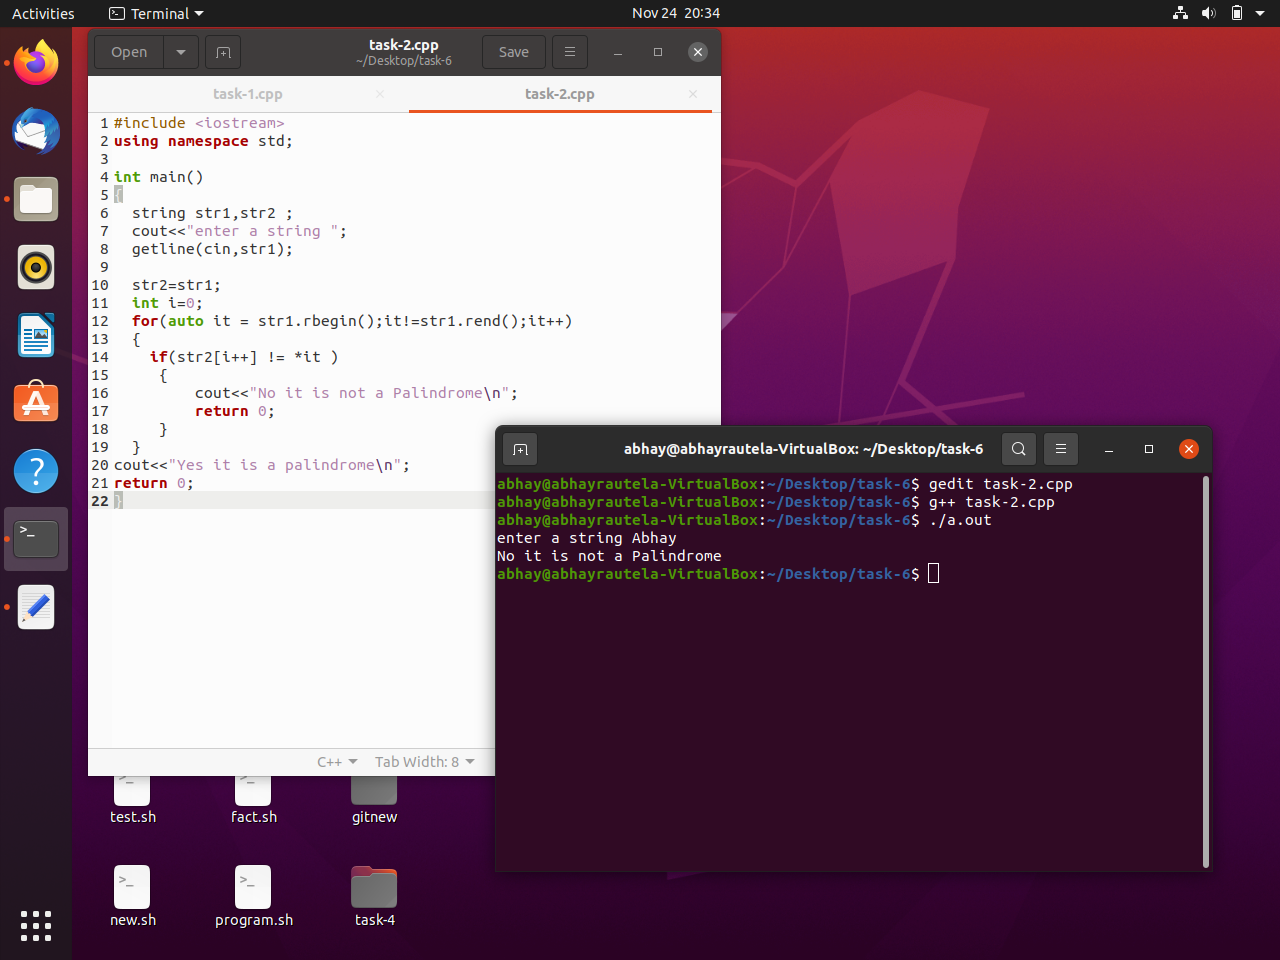 Activities Terminal Nov 24 20:34
Open task-2.cpp Save
~/Desktop/task-6
task-1.cpp task-2.cpp
1 #include <iostream>
2 using namespace std;
3
4 int main()
5 {
6 string str1,str2 ;
7 cout<<"enter a string ";
8 getline(cin,str1);
9
10 str2=str1;
11 int i=0;
12 for(auto it = str1.rbegin();it!=str1.rend();it++)
13 {
14 if(str2[i++] != *it )
15 {
16 cout<<"No it is not a Palindrome\n";
17 return 0;
18 }
19 }
20 cout<<"Yes it is a palindrome\n";
21 return 0;
22 }
C++ Tab Width: 8
abhay@abhayrautela-VirtualBox: ~/Desktop/task-6
abhay@abhayrautela-VirtualBox:~/Desktop/task-6$ gedit task-2.cpp
abhay@abhayrautela-VirtualBox:~/Desktop/task-6$ g++ task-2.cpp
abhay@abhayrautela-VirtualBox:~/Desktop/task-6$ ./a.out
enter a string Abhay
No it is not a Palindrome
abhay@abhayrautela-VirtualBox:~/Desktop/task-6$
test.sh fact.sh gitnew
new.sh program.sh task-4